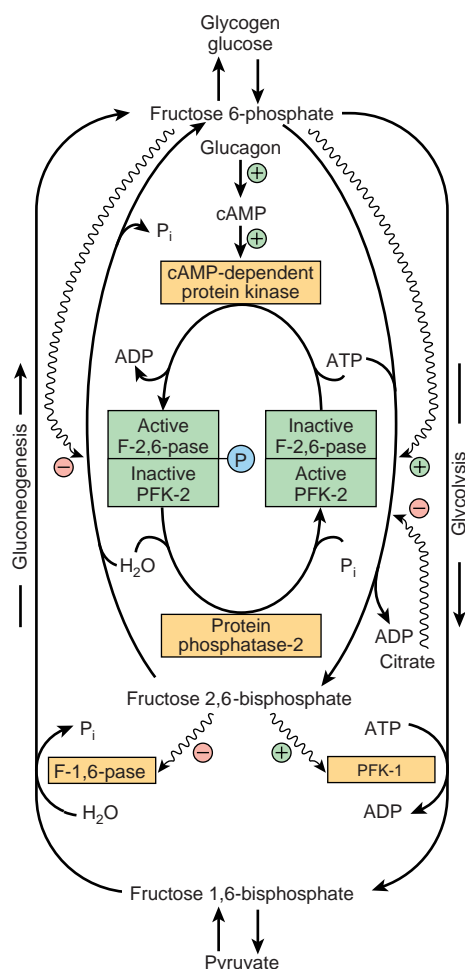 Glycogen
glucose
Fructose 6-phosphate
Glucagon
+
cAMP
+
Pi
cAMP-dependent
protein kinase
ADP
ATP
Active
F-2,6-pase
Inactive
PFK-2
P
Inactive
F-2,6-pase
Active
PFK-2
Gluconeogenesis
−
+
−
Glycolysis
H2O
Pi
Protein
phosphatase-2
ADP
Citrate
Fructose 2,6-bisphosphate
Pi
−
+
ATP
F-1,6-pase
PFK-1
H2O
ADP
Fructose 1,6-bisphosphate
Pyruvate